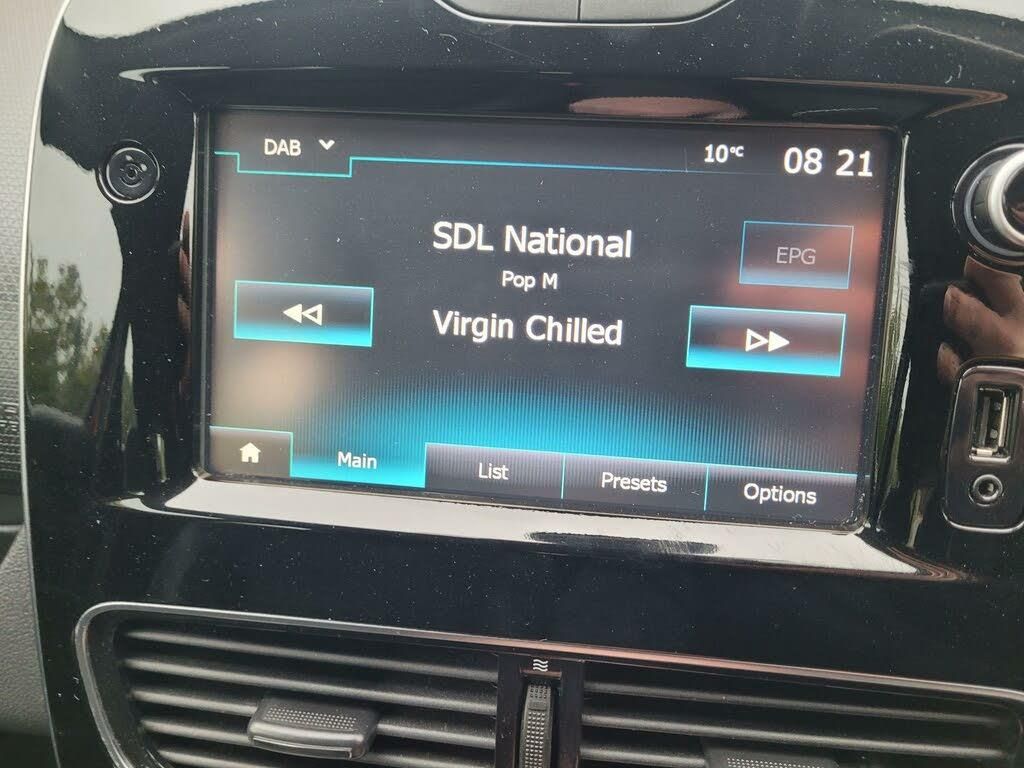 DAB
10°C
08 21
SDL National
EPG
Pop M
Virgin Chilled
Main
List
Presets
Options